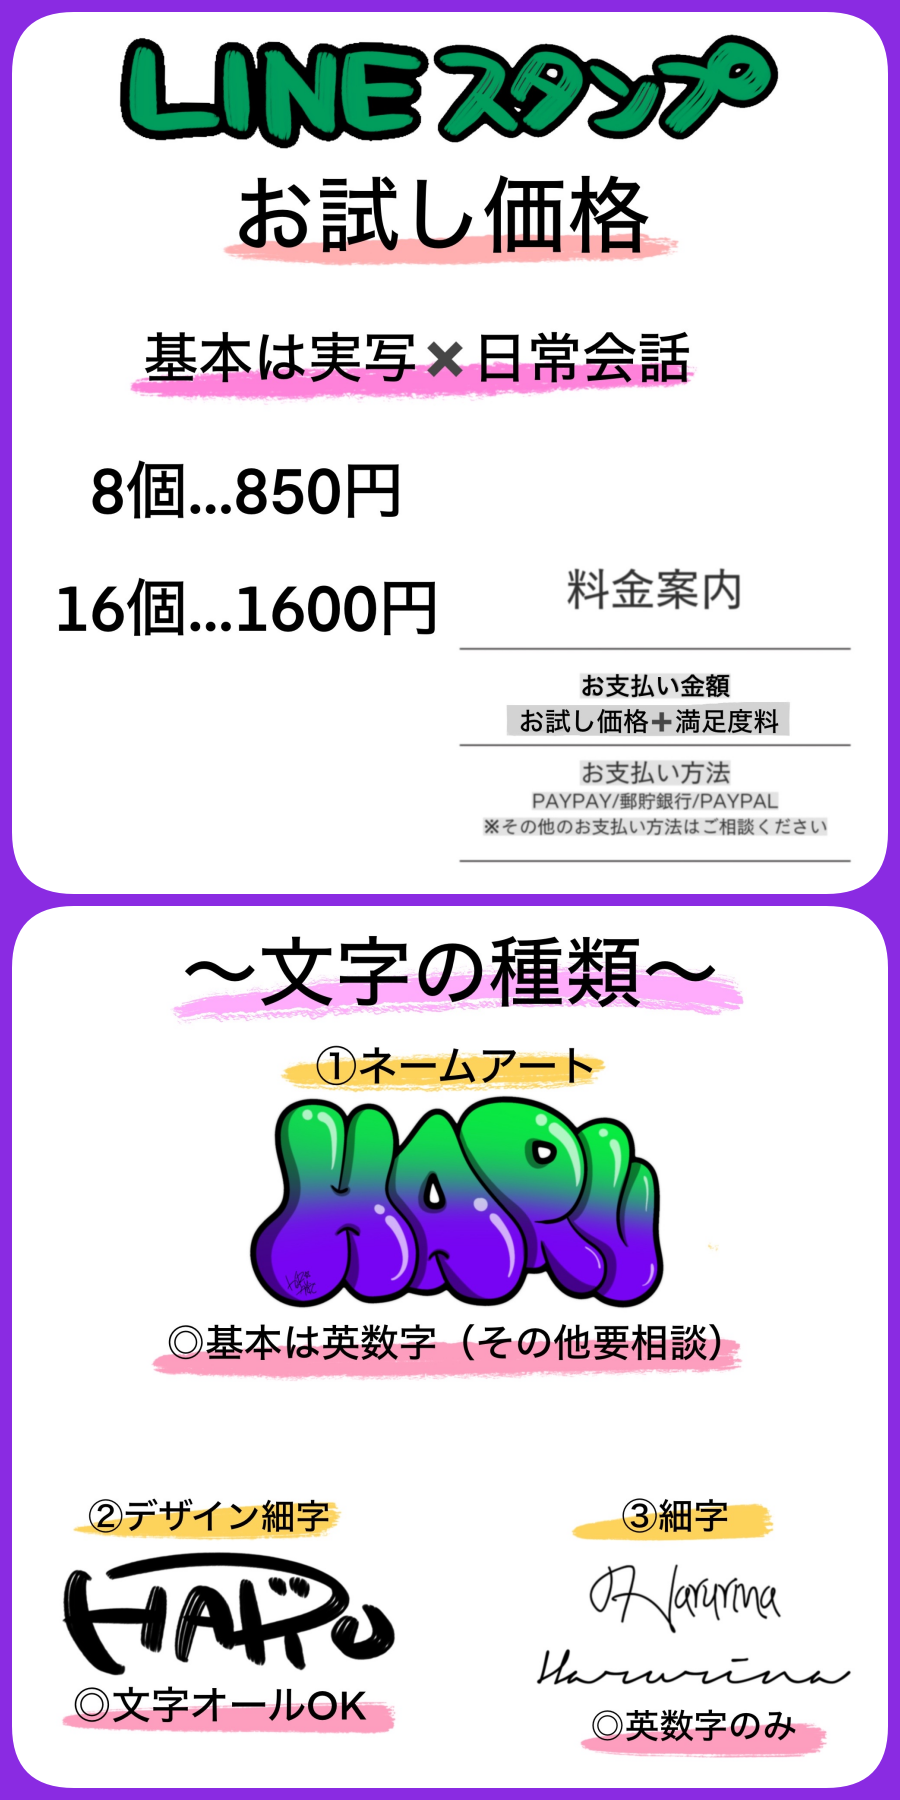 LINEスタンプ
お試し価格
基本は実写✖日常会話
8個...850円
16個...1600円
料金案内
お支払い金額
お試し価格➕満足度料
お支払い方法
PAYPAY/郵貯銀行/PAYPAL
※その他のお支払い方法はご相談ください
〜文字の種類〜
①ネームアート
HARU
◎基本は英数字（その他要相談）
②デザイン細字
HARU
◎文字オールOK
③細字
Harurina
Harurina
◎英数字のみ